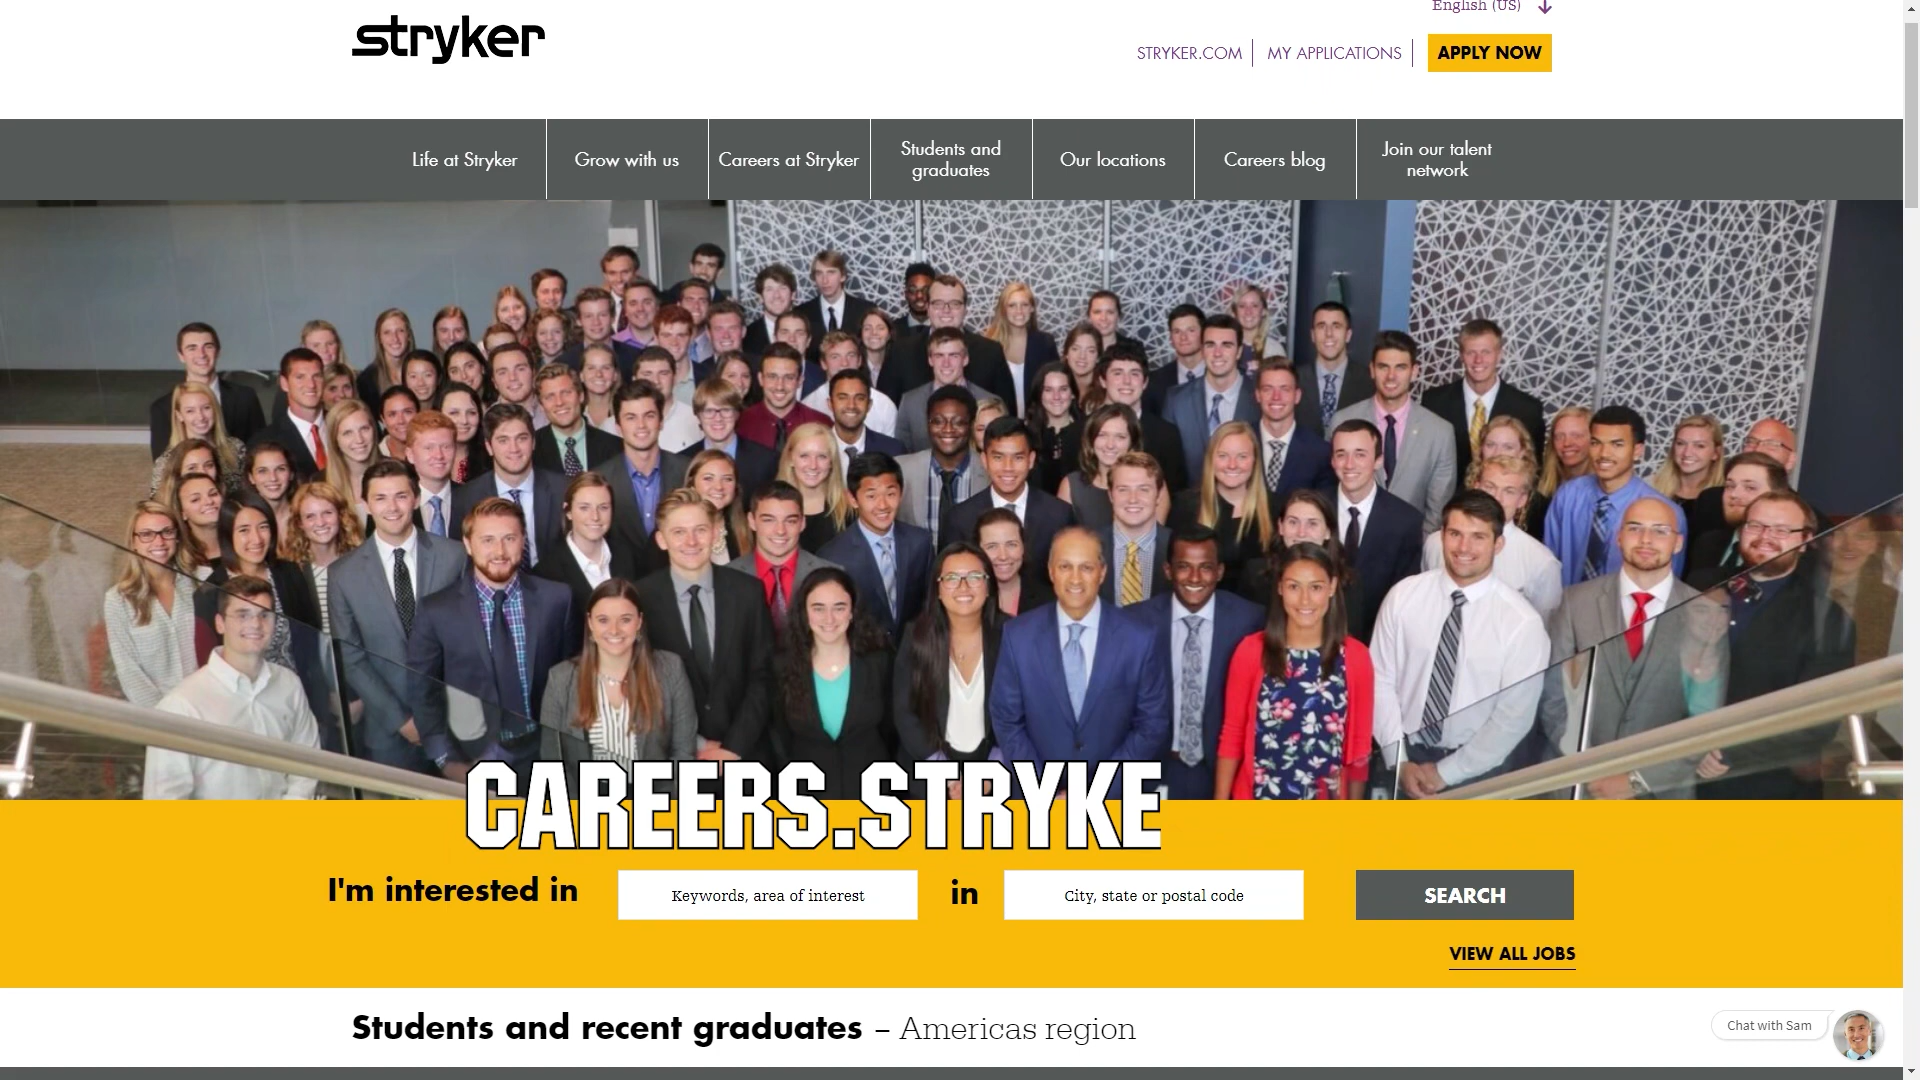 English (US)
stryker
STRYKER.COM
MY APPLICATIONS
APPLY NOW
Life at Stryker
Grow with us
Careers at Stryker
Students and
graduates
Our locations
Careers blog
Join our talent
network
CAREERS.STRYKE
I'm interested in
Keywords, area of interest
in
City, state or postal code
SEARCH
VIEW ALL JOBS
Students and recent graduates – Americas region
Chat with Sam